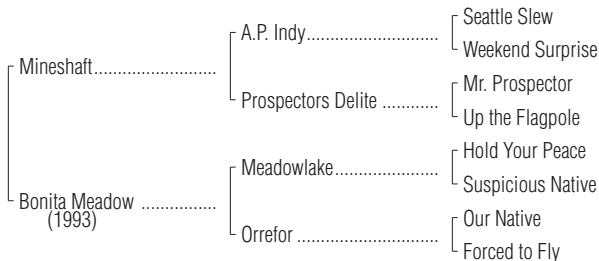 Seattle Slew
A.P. Indy..........................
Weekend Surprise
Mineshaft..........................
Mr. Prospector
Prospectors Delite ............
Up the Flagpole
Hold Your Peace
Meadowlake......................
Suspicious Native
Bonita Meadow ................
(1993)
Our Native
Orrefor ..............................
Forced to Fly